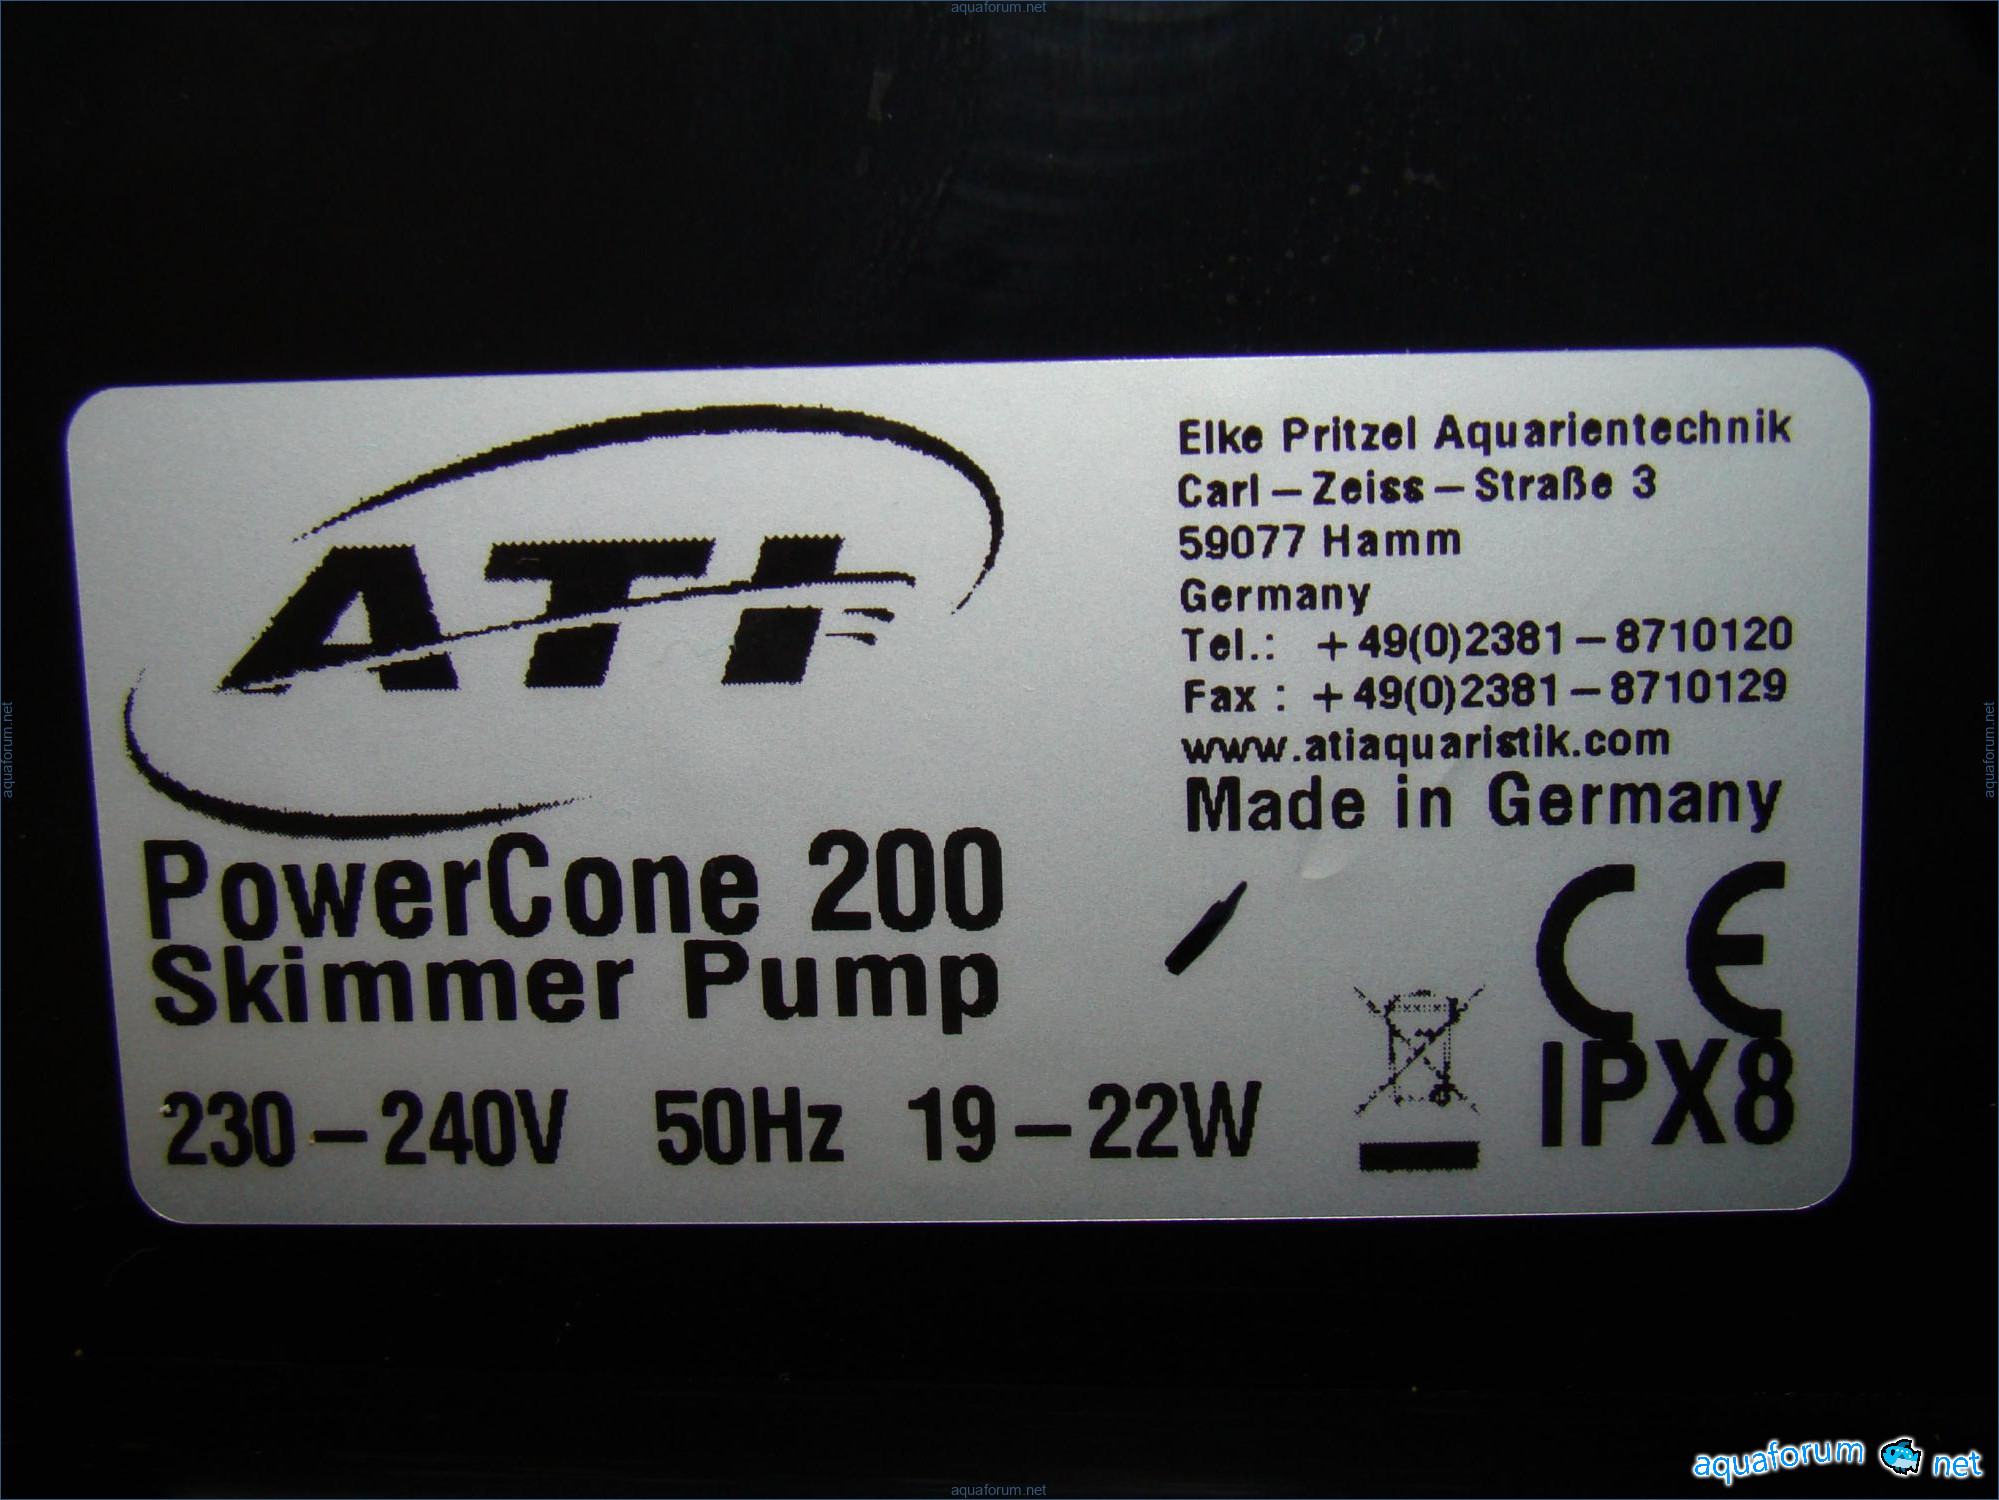 aquaforum.net
ATI
Elke Pritzel Aquarientechnik
Carl – Zeiss – Straße 3
59077 Hamm
Germany
Tel.: +49(0)2381 – 8710120
Fax : +49(0)2381 – 8710129
www.atiaquaristik.com
Made in Germany
PowerCone 200
Skimmer Pump
CE
IPX8
230 – 240V 50Hz 19 – 22W
aquaforum.net
aquaforum.net
aquaforum net
aquaforum.net